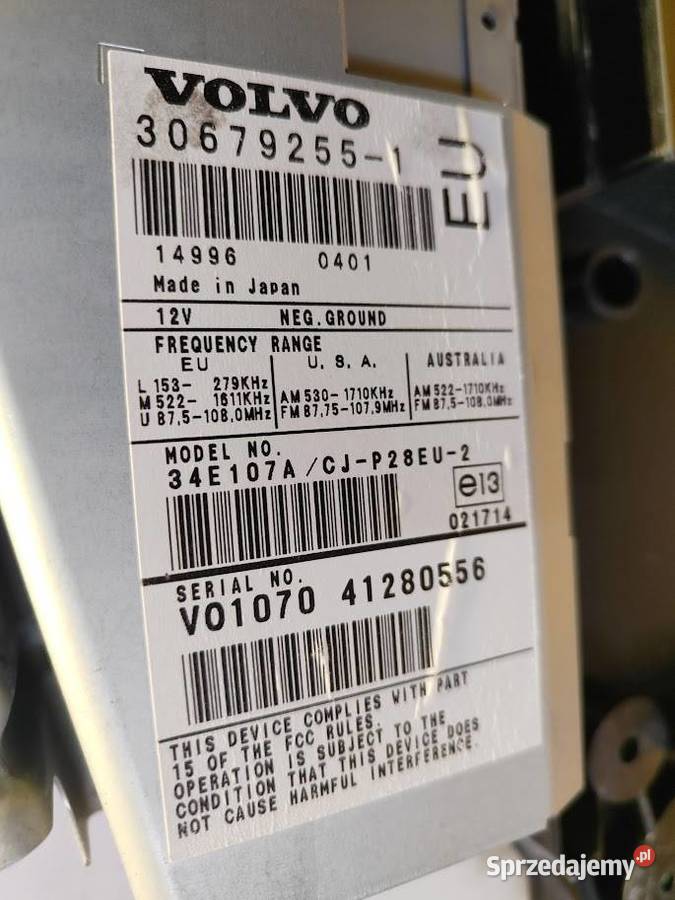 VOLVO
30679255-1
EU
14996 0401
Made in Japan
12V NEG.GROUND
FREQUENCY RANGE
EU U. S. A. AUSTRALIA
L 153- 279KHz
M 522- 1611KHz AM 530- 1710KHz AM 522-1710KHz
U 87.5-108.0MHz FM 87.75-107.9MHz FM 87.5-108.0MHz
MODEL NO.
34E107A/CJ-P28EU-2
e13
021714
SERIAL NO.
VO1070 41280556
THIS DEVICE COMPLIES WITH PART
15 OF THE FCC RULES.
OPERATION IS SUBJECT TO THE
CONDITION THAT THIS DEVICE DOES
NOT CAUSE HARMFUL INTERFERENCE.
Sprzedajemy.pl